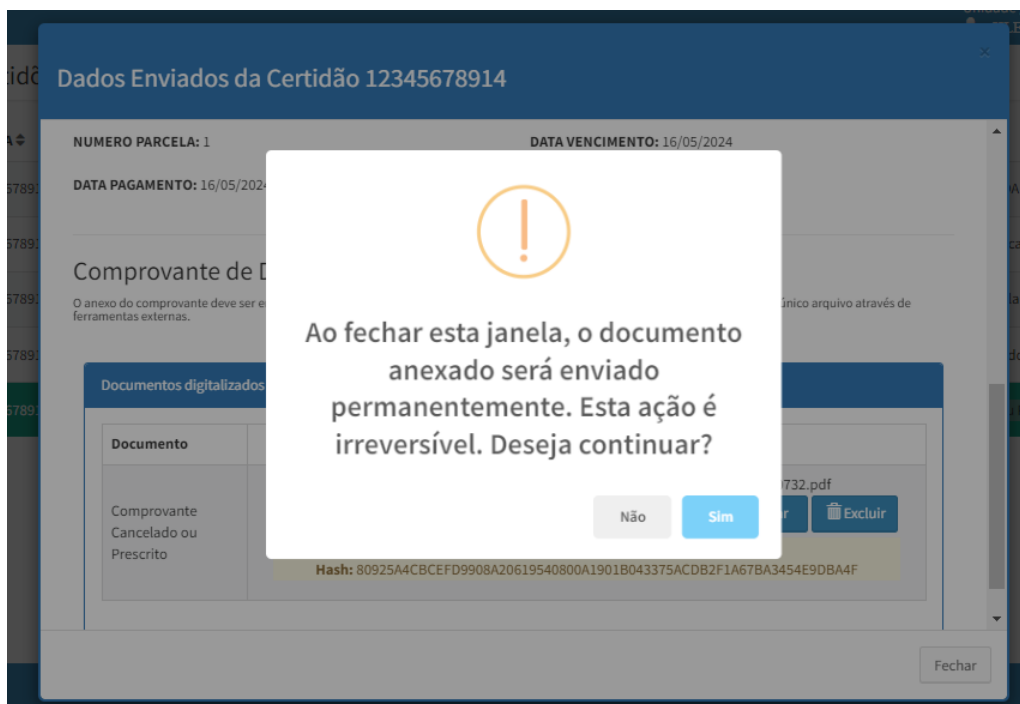 Dados Enviados da Certidão 12345678914
×
NUMERO PARCELA: 1
DATA VENCIMENTO: 16/05/2024
DATA PAGAMENTO: 16/05/2024
Comprovante de
O anexo do comprovante deve ser
único arquivo através de
ferramentas externas.
Ao fechar esta janela, o documento
anexado será enviado
permanentemente. Esta ação é
irreversível. Deseja continuar?
Não
Sim
Documentos digitalizados
Documento
Comprovante
Cancelado ou
Prescrito
732.pdf
Excluir
Hash: 80925A4CBCEFD9908A20619540800A1901B043375ACDB2F1A67BA3454E9DBA4F
Fechar